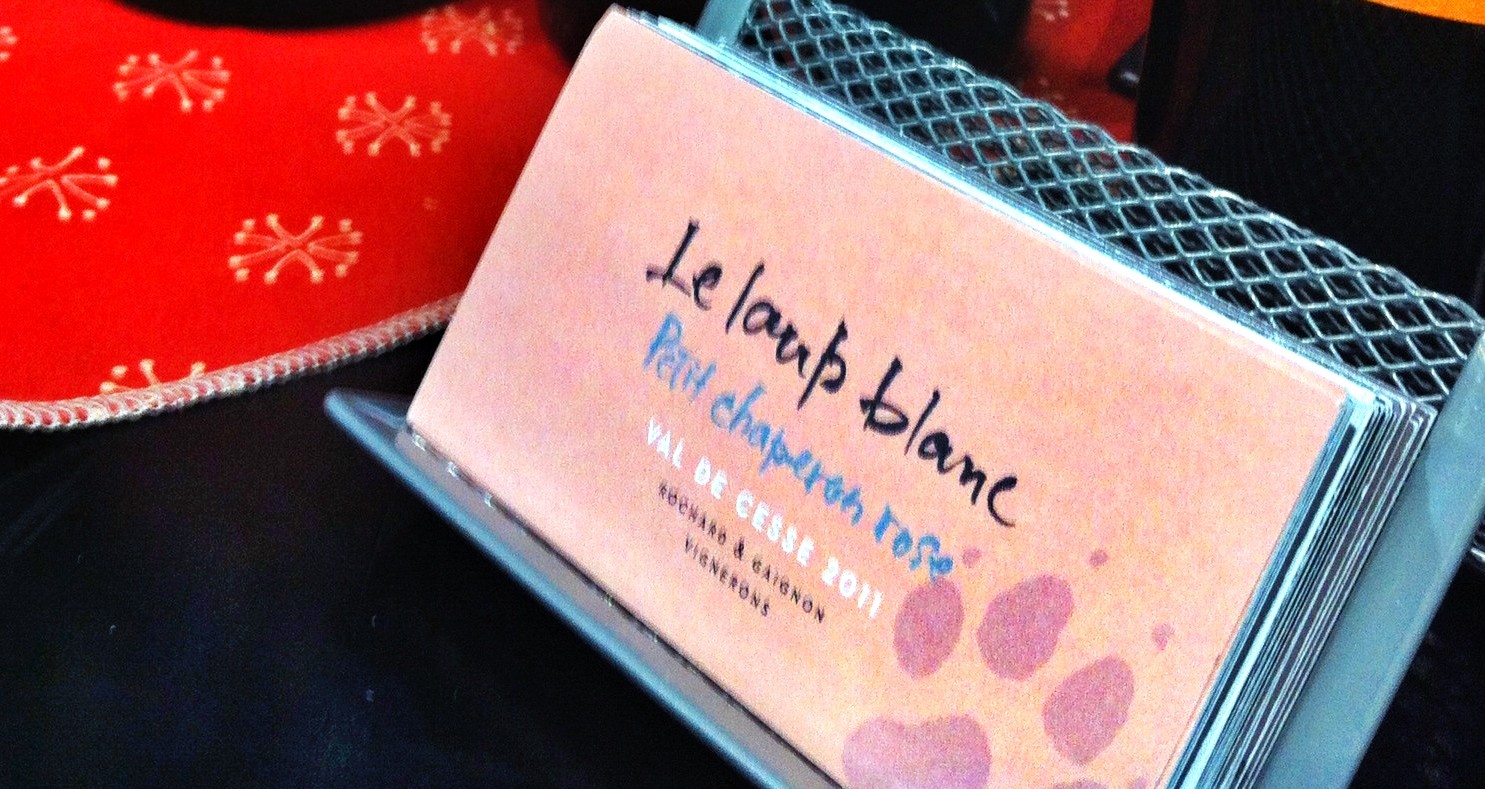 Le loup blanc
Petit chaperon rose
VAL DE CESSE 2011
ROCHARD & GAIGNON
VIGNERONS